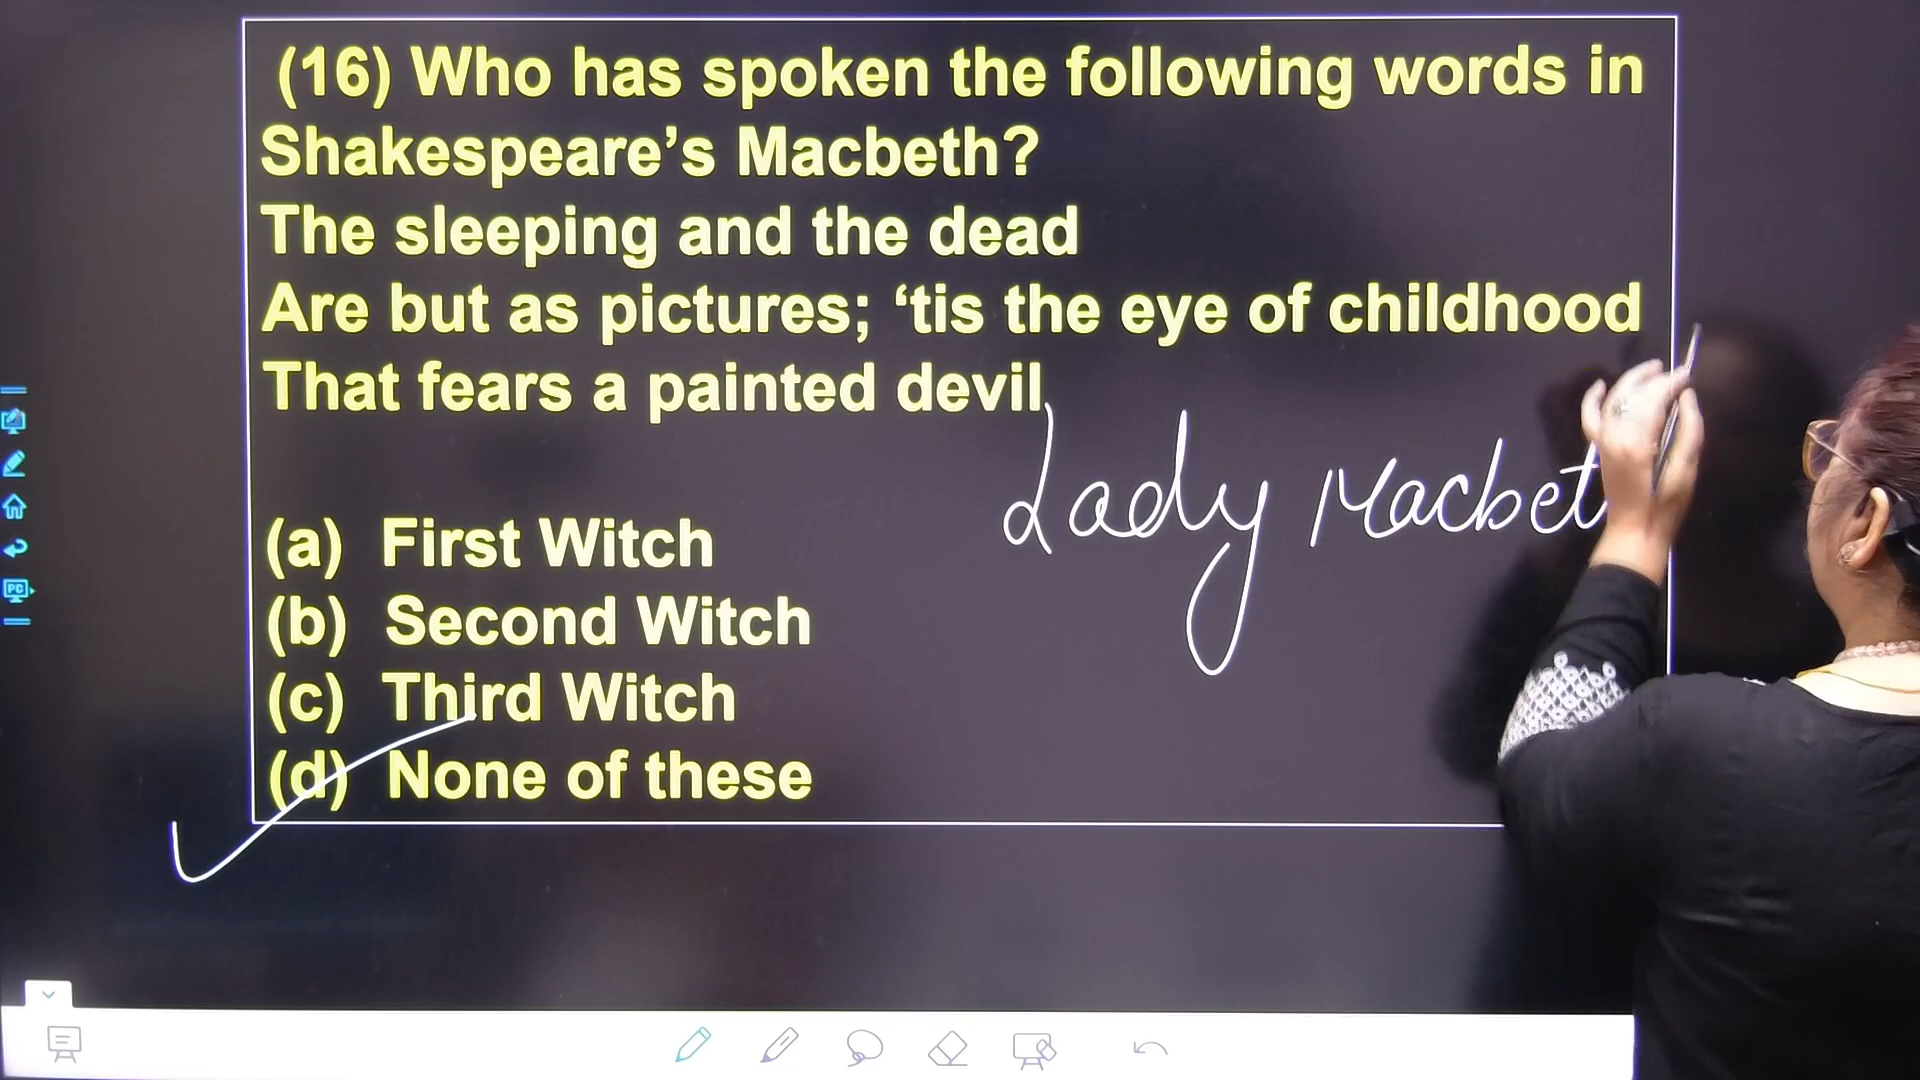 (16) Who has spoken the following words in
Shakespeare's Macbeth?
The sleeping and the dead
Are but as pictures; ‘tis the eye of childhood
That fears a painted devil
Lady Macbet
(a) First Witch
(b) Second Witch
(c) Third Witch
(d) None of these
PC